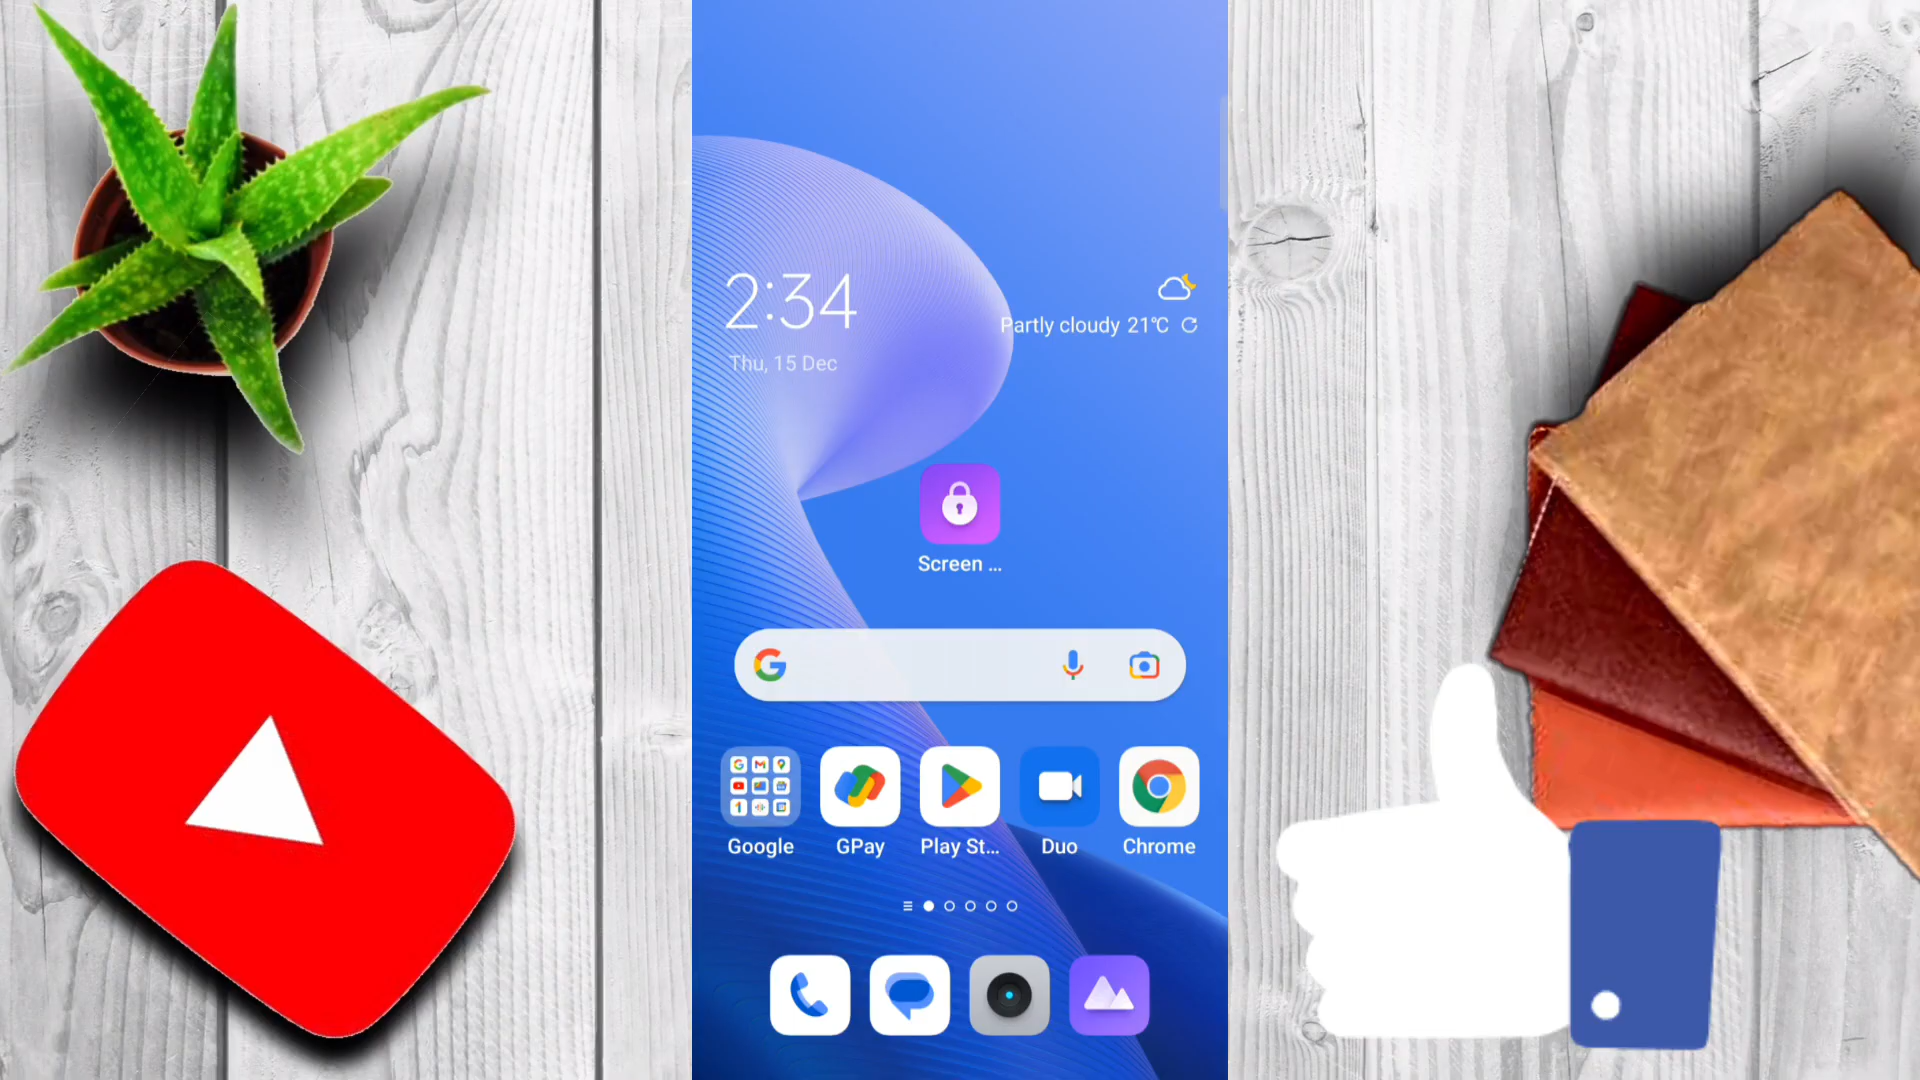 2:34
Partly cloudy 21℃
Thu, 15 Dec
Screen ...
Google
GPay
Play St...
Duo
Chrome